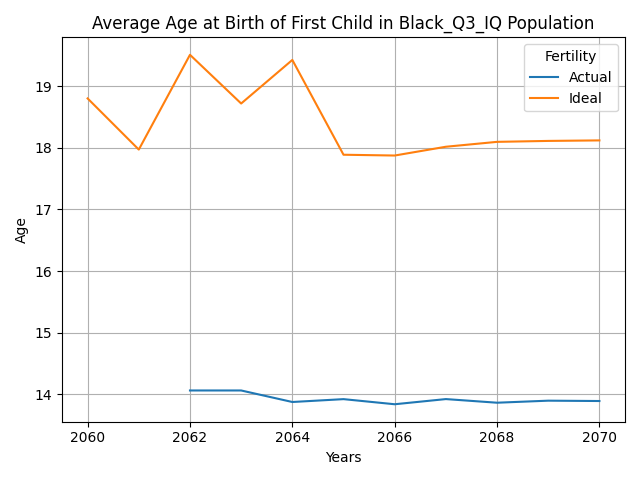 Average Age at Birth of First Child in Black_Q3_IQ Population
Fertility
Actual
Ideal
19
18
17
16
15
14
Age
2060
2062
2064
2066
2068
2070
Years